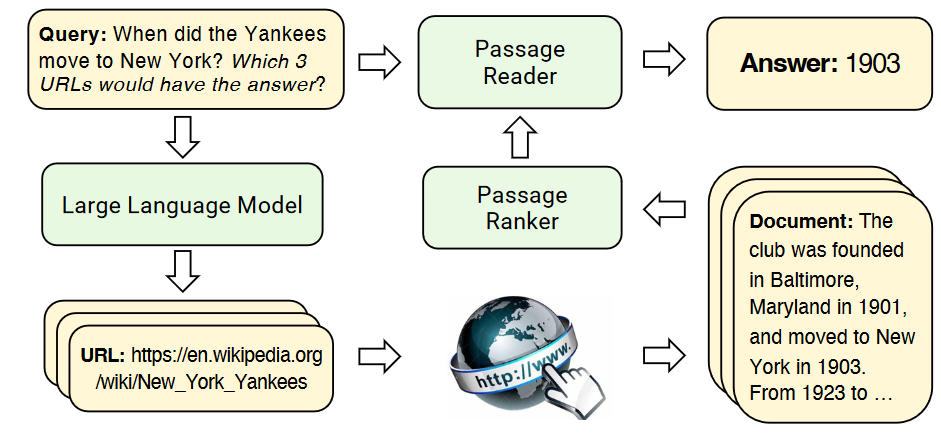 Query: When did the Yankees
move to New York? Which 3
URLs would have the answer?
Passage
Reader
Answer: 1903
Large Language Model
Passage
Ranker
Document: The
club was founded
in Baltimore,
Maryland in 1901,
and moved to New
York in 1903.
From 1923 to ...
URL: https://en.wikipedia.org
/wiki/New_York_Yankees
http://www.